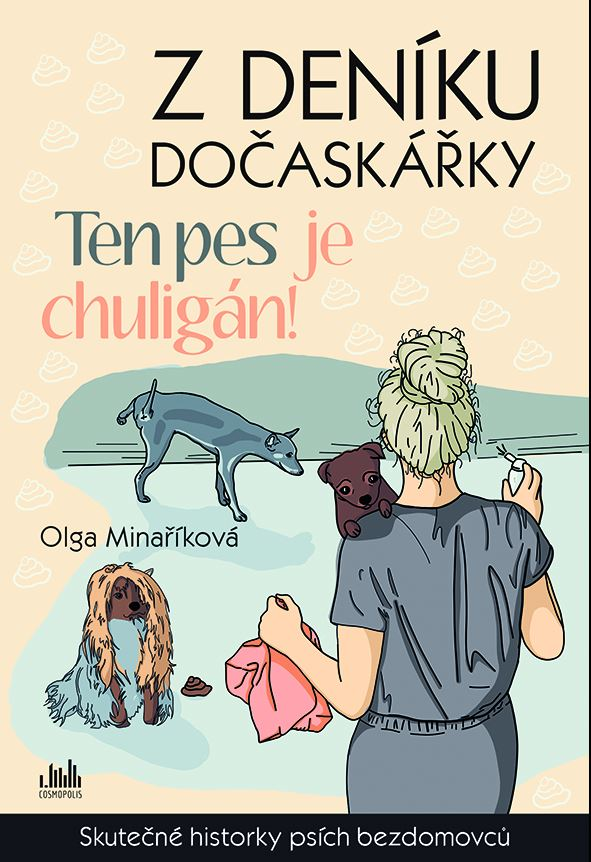 Z DENÍKU
DOČASKÁŘKY
Ten pes je
chuligán!
Olga Minaříková
COSMOPOLIS
Skutečné historky psích bezdomovců